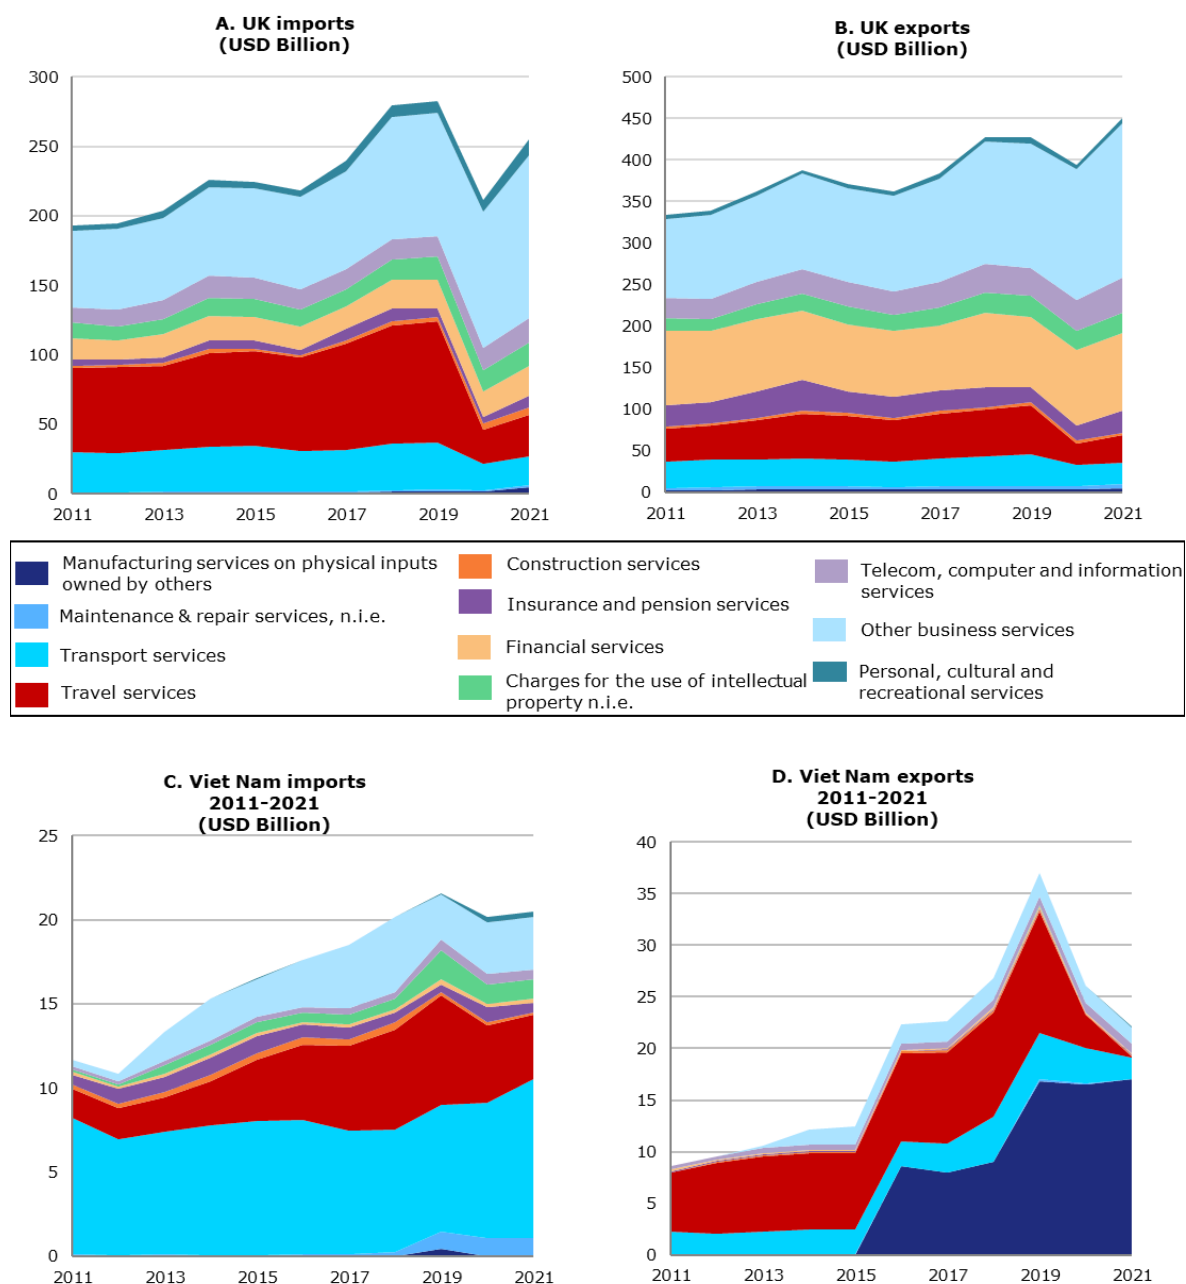 A. UK imports
(USD Billion)
300
250
200
150
100
50
0
2011 2013 2015 2017 2019 2021
B. UK exports
(USD Billion)
500
450
400
350
300
250
200
150
100
50
0
2011 2013 2015 2017 2019 2021
Manufacturing services on physical inputs
owned by others
Maintenance & repair services, n.i.e.
Transport services
Travel services
Construction services
Insurance and pension services
Financial services
Charges for the use of intellectual
property n.i.e.
Telecom, computer and information
services
Other business services
Personal, cultural and
recreational services
C. Viet Nam imports
2011-2021
(USD Billion)
25
20
15
10
5
0
2011 2013 2015 2017 2019 2021
D. Viet Nam exports
2011-2021
(USD Billion)
40
35
30
25
20
15
10
5
0
2011 2013 2015 2017 2019 2021